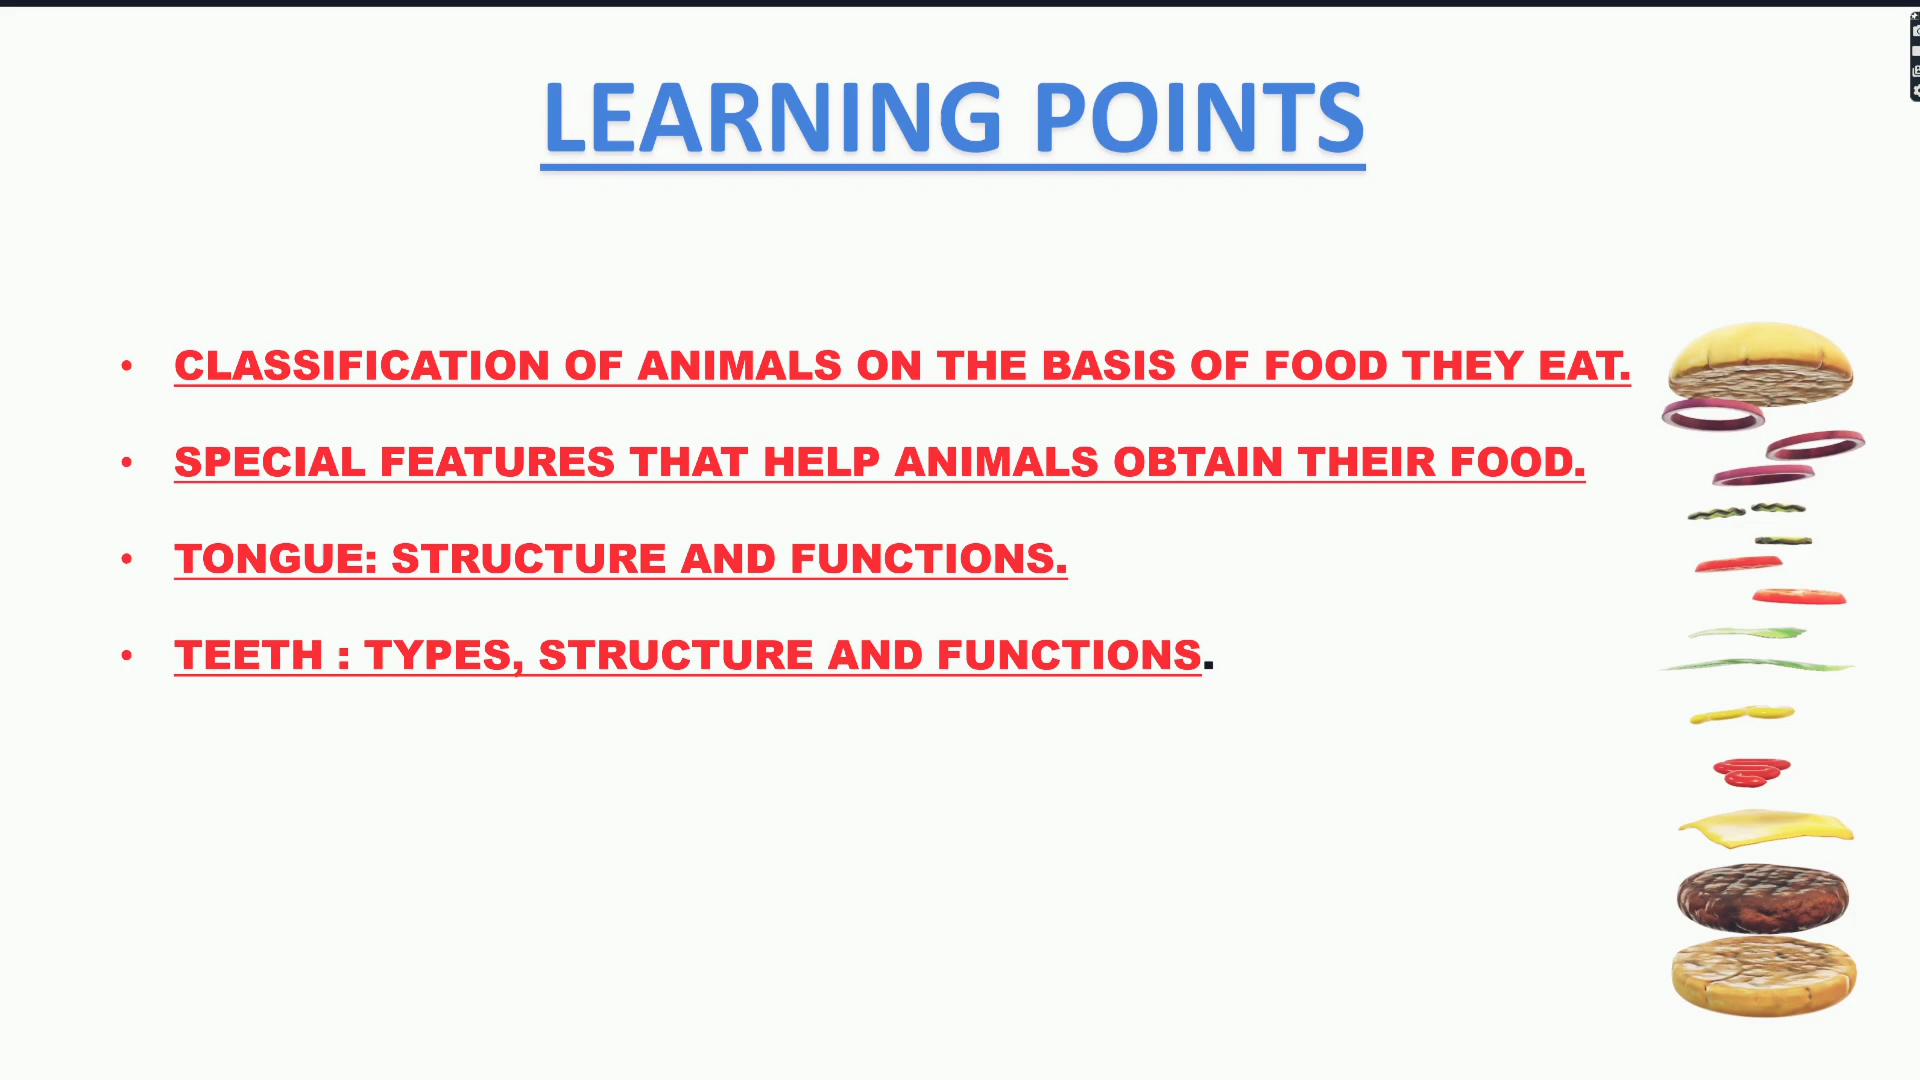 LEARNING POINTS
• CLASSIFICATION OF ANIMALS ON THE BASIS OF FOOD THEY EAT.
• SPECIAL FEATURES THAT HELP ANIMALS OBTAIN THEIR FOOD.
• TONGUE: STRUCTURE AND FUNCTIONS.
• TEETH : TYPES, STRUCTURE AND FUNCTIONS.